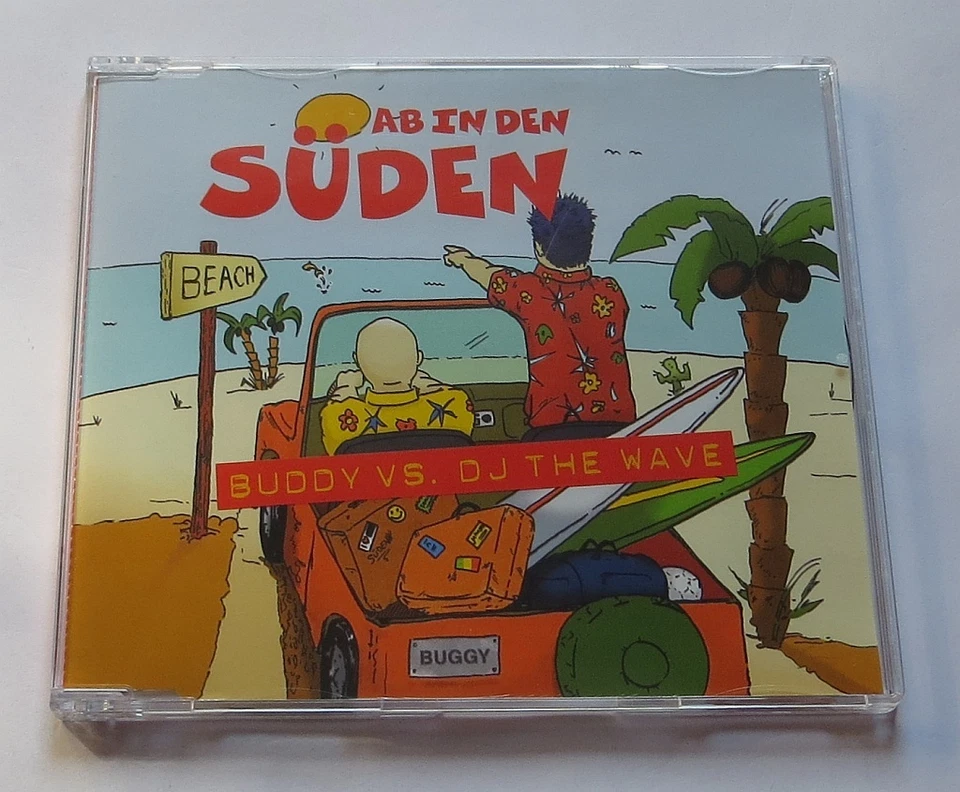 AB IN DEN
SÜDEN
BEACH
BUDDY VS. DJ THE WAVE
BUGGY